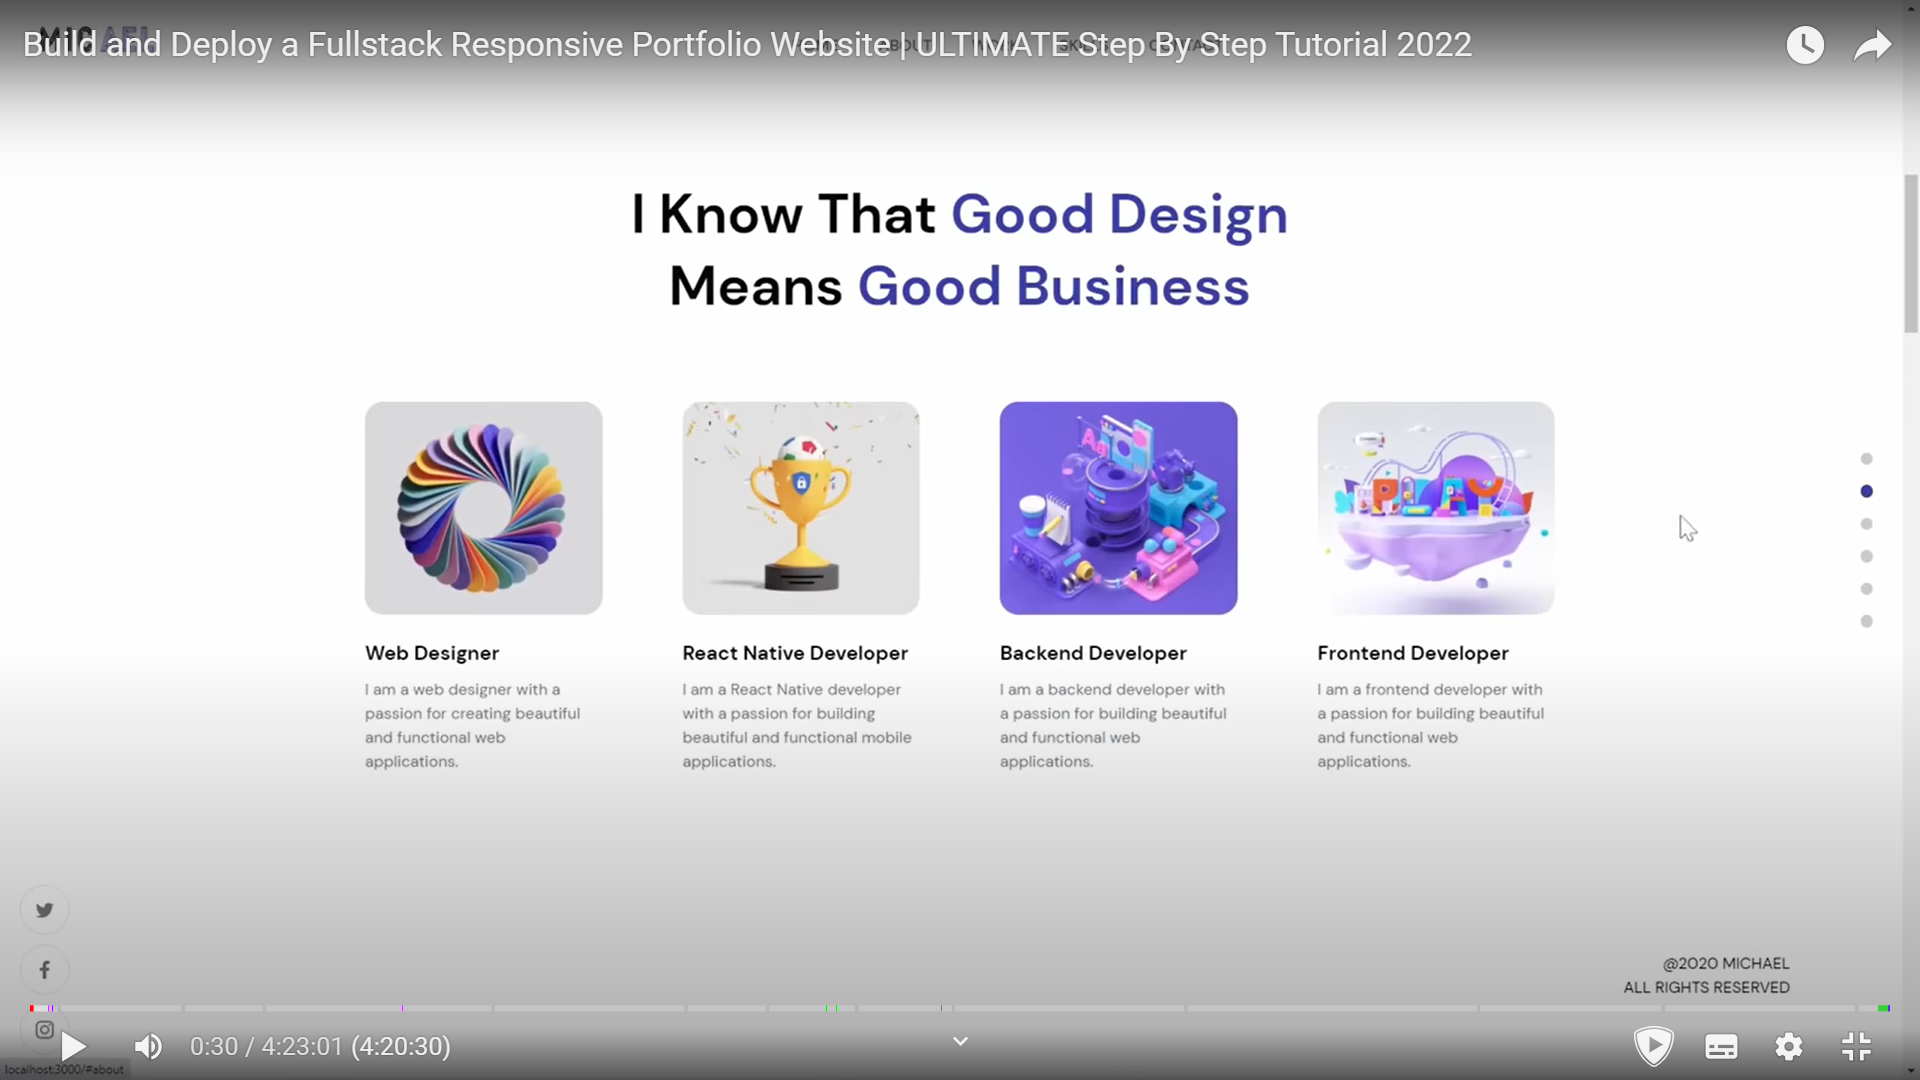 Build and Deploy a Fullstack Responsive Portfolio Website | ULTIMATE Step By Step Tutorial 2022
I Know That Good Design
Means Good Business
Web Designer
I am a web designer with a
passion for creating beautiful
and functional web
applications.
React Native Developer
I am a React Native developer
with a passion for building
beautiful and functional mobile
applications.
Backend Developer
I am a backend developer with
a passion for building beautiful
and functional web
applications.
Frontend Developer
I am a frontend developer with
a passion for building beautiful
and functional web
applications.
@2020 MICHAEL
ALL RIGHTS RESERVED
0:30 / 4:23:01 (4:20:30)
localhost:3000/#about